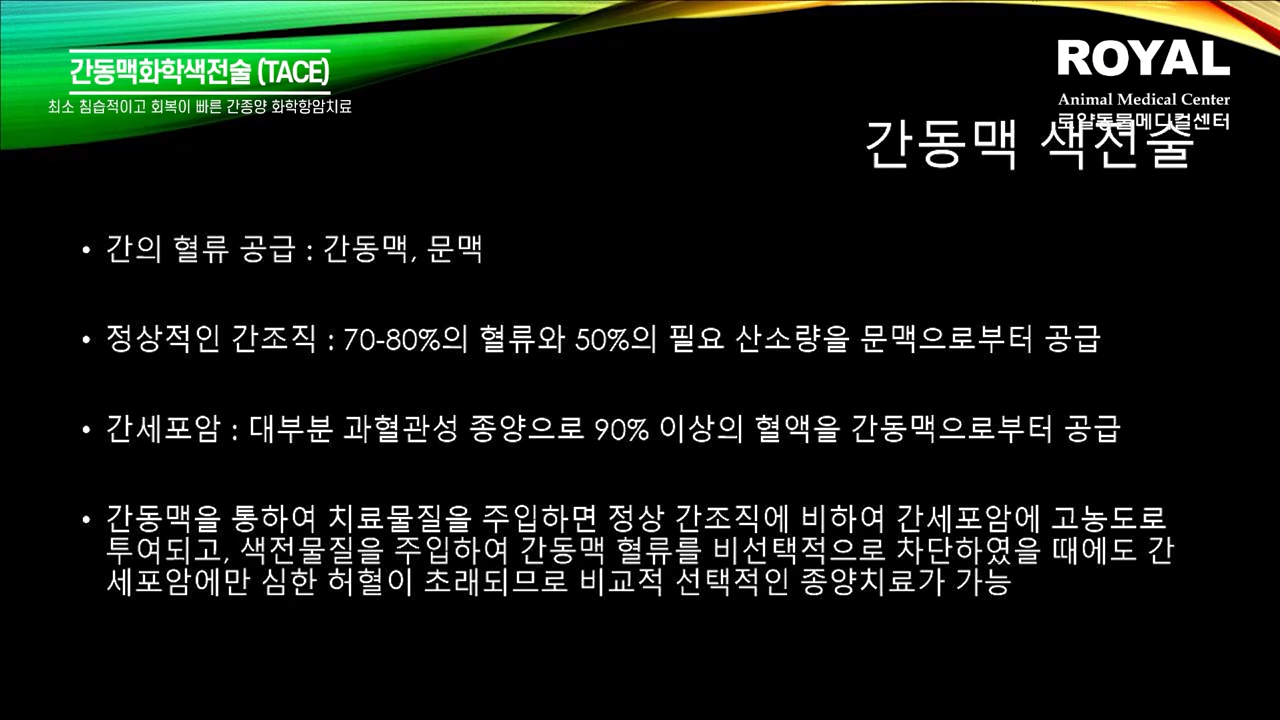 간동맥화학색전술 (TACE)
최소 침습적이고 회복이 빠른 간종양 화학항암치료
ROYAL
Animal Medical Center
로얄동물메디컬센터
간동맥 색전술
• 간의 혈류 공급 : 간동맥, 문맥
• 정상적인 간조직 : 70-80%의 혈류와 50%의 필요 산소량을 문맥으로부터 공급
• 간세포암 : 대부분 과혈관성 종양으로 90% 이상의 혈액을 간동맥으로부터 공급
• 간동맥을 통하여 치료물질을 주입하면 정상 간조직에 비하여 간세포암에 고농도로
투여되고, 색전물질을 주입하여 간동맥 혈류를 비선택적으로 차단하였을 때에도 간
세포암에만 심한 허혈이 초래되므로 비교적 선택적인 종양치료가 가능